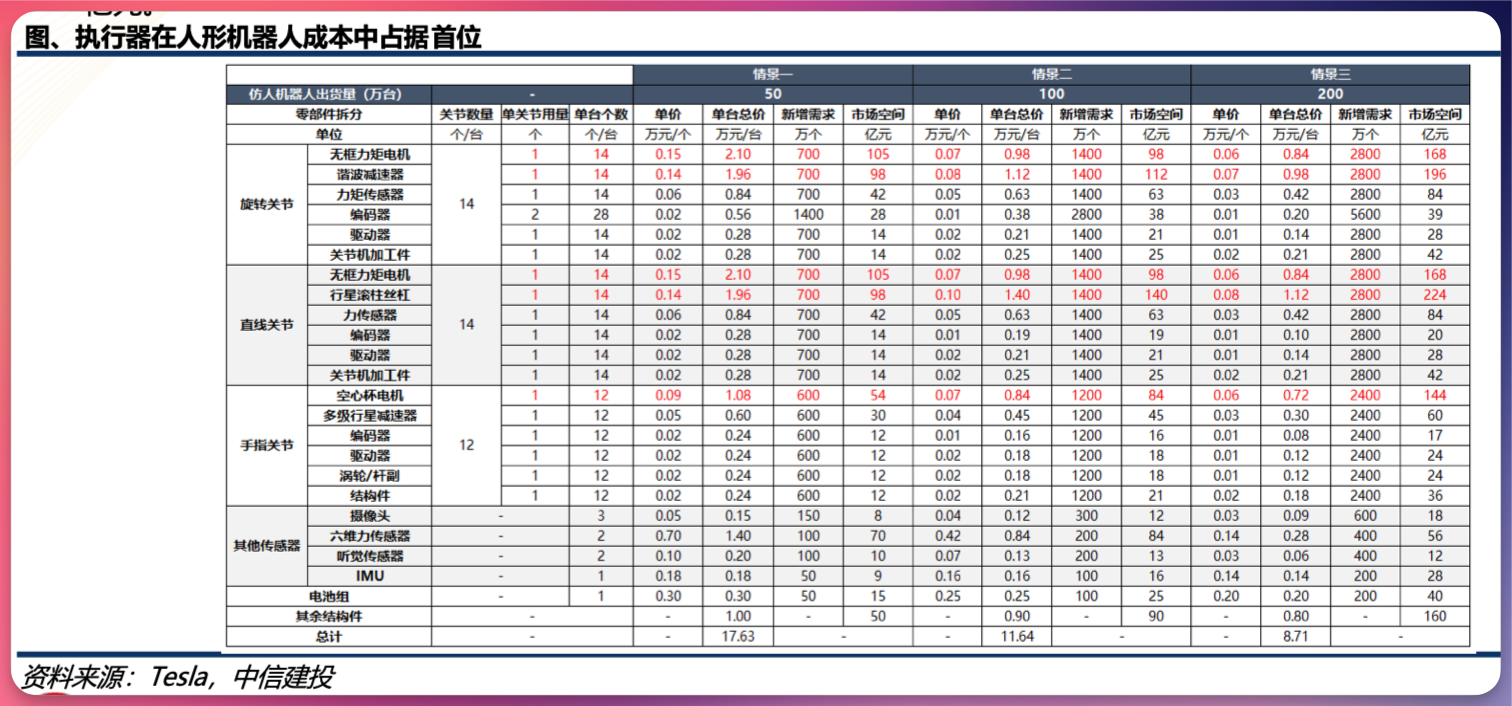 图、执行器在人形机器人成本中占据首位
情景一 情景二 情景三
仿人机器人出货量（万台） - 50 100 200
零部件拆分 关节数量 单关节用量 单台个数 单价 单台总价 新增需求 市场空间 单价 单台总价 新增需求 市场空间 单价 单台总价 新增需求 市场空间
单位 个/台 个 个/台 万元/个 万元/台 万个 亿元 万元/个 万元/台 万个 亿元 万元/个 万元/台 万个 亿元
旋转关节 14
无框力矩电机 1 14 0.15 2.10 700 105 0.07 0.98 1400 98 0.06 0.84 2800 168
谐波减速器 1 14 0.14 1.96 700 98 0.08 1.12 1400 112 0.07 0.98 2800 196
力矩传感器 1 14 0.06 0.84 700 42 0.05 0.63 1400 63 0.03 0.42 2800 84
编码器 2 28 0.02 0.56 1400 28 0.01 0.38 2800 38 0.01 0.20 5600 39
驱动器 1 14 0.02 0.28 700 14 0.02 0.21 1400 21 0.01 0.14 2800 28
关节机加工件 1 14 0.02 0.28 700 14 0.02 0.25 1400 25 0.02 0.21 2800 42
直线关节 14
无框力矩电机 1 14 0.15 2.10 700 105 0.07 0.98 1400 98 0.06 0.84 2800 168
行星滚柱丝杠 1 14 0.14 1.96 700 98 0.10 1.40 1400 140 0.08 1.12 2800 224
力传感器 1 14 0.06 0.84 700 42 0.05 0.63 1400 63 0.03 0.42 2800 84
编码器 1 14 0.02 0.28 700 14 0.01 0.19 1400 19 0.01 0.10 2800 20
驱动器 1 14 0.02 0.28 700 14 0.02 0.21 1400 21 0.01 0.14 2800 28
关节机加工件 1 14 0.02 0.28 700 14 0.02 0.25 1400 25 0.02 0.21 2800 42
手指关节 12
空心杯电机 1 12 0.09 1.08 600 54 0.07 0.84 1200 84 0.06 0.72 2400 144
多级行星减速器 1 12 0.05 0.60 600 30 0.04 0.45 1200 45 0.03 0.30 2400 60
编码器 1 12 0.02 0.24 600 12 0.01 0.16 1200 16 0.01 0.08 2400 17
驱动器 1 12 0.02 0.24 600 12 0.02 0.18 1200 18 0.01 0.12 2400 24
涡轮/杆副 1 12 0.02 0.24 600 12 0.02 0.18 1200 18 0.01 0.12 2400 24
结构件 1 12 0.02 0.24 600 12 0.02 0.21 1200 21 0.02 0.18 2400 36
其他传感器
摄像头 - 3 0.05 0.15 150 8 0.04 0.12 300 12 0.03 0.09 600 18
六维力传感器 - 2 0.70 1.40 100 70 0.42 0.84 200 84 0.14 0.28 400 56
听觉传感器 - 2 0.10 0.20 100 10 0.07 0.13 200 13 0.03 0.06 400 12
IMU - 1 0.18 0.18 50 9 0.16 0.16 100 16 0.14 0.14 200 28
电池组 - 1 0.30 0.30 50 15 0.25 0.25 100 25 0.20 0.20 200 40
其余结构件 - - 1.00 - 50 - 0.90 - 90 - 0.80 - 160
总计 - - 17.63 - - 11.64 - - 8.71 -
资料来源：Tesla，中信建投